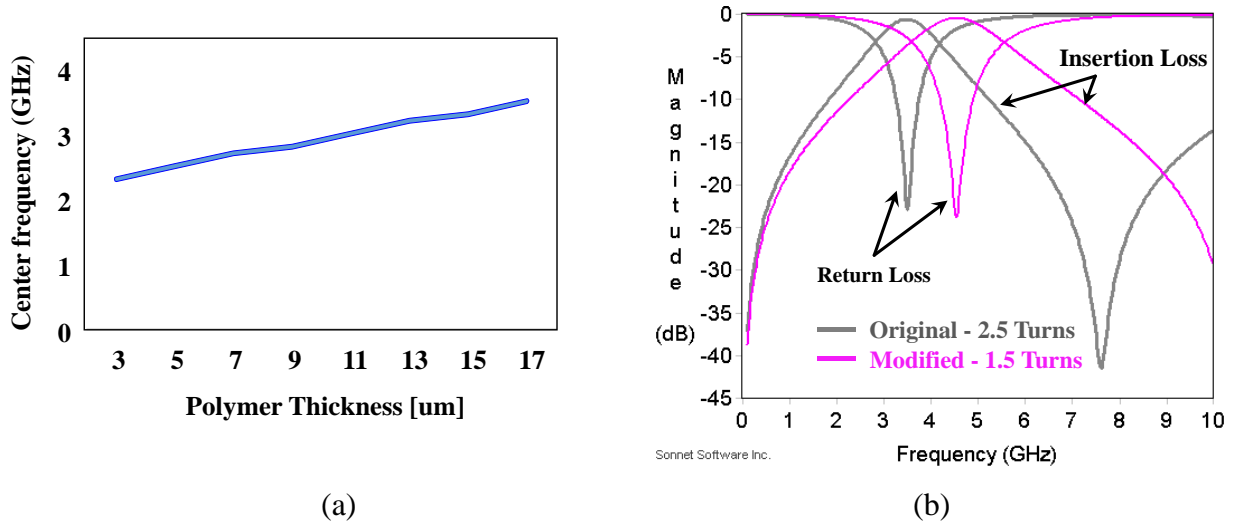 Center frequency (GHz)
4
3
2
1
0
3 5 7 9 11 13 15 17
Polymer Thickness [um]
(a)
Magnitude
(dB)
0
-5
-10
-15
-20
-25
-30
-35
-40
-45
Insertion Loss
Return Loss
Original - 2.5 Turns
Modified - 1.5 Turns
0 1 2 3 4 5 6 7 8 9 10
Sonnet Software Inc.
Frequency (GHz)
(b)